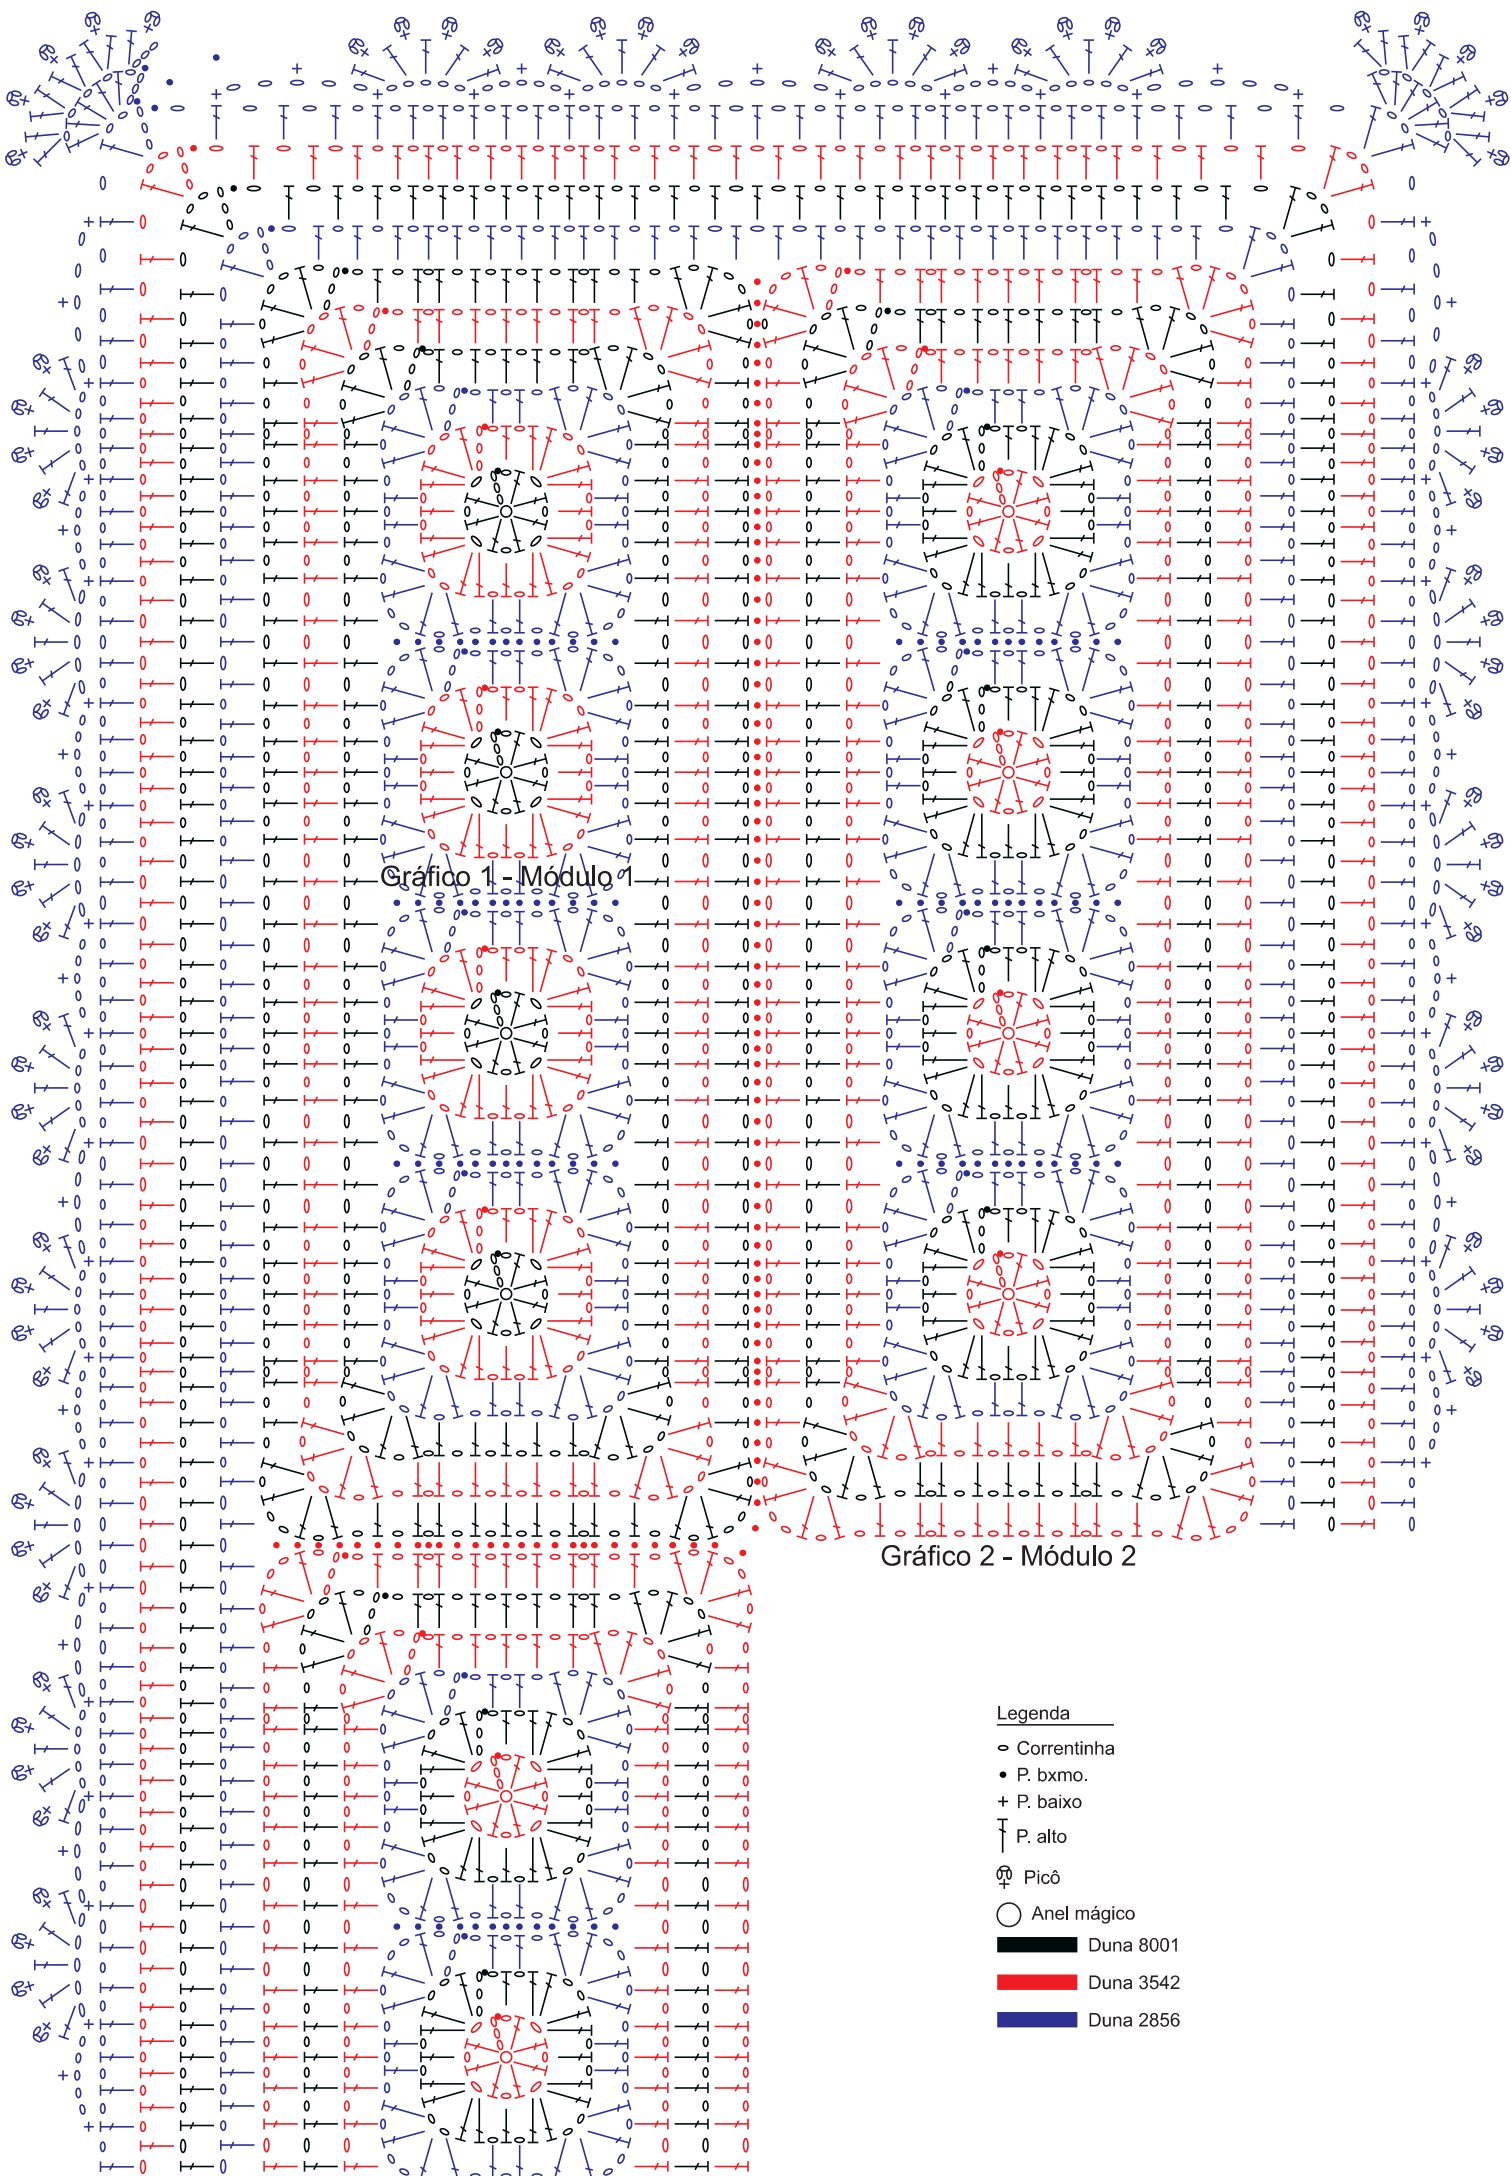 Gráfico 1 - Módulo 1
Gráfico 2 - Módulo 2
Legenda
Correntinha
P. bxmo.
P. baixo
P. alto
Picô
Anel mágico
Duna 8001
Duna 3542
Duna 2856